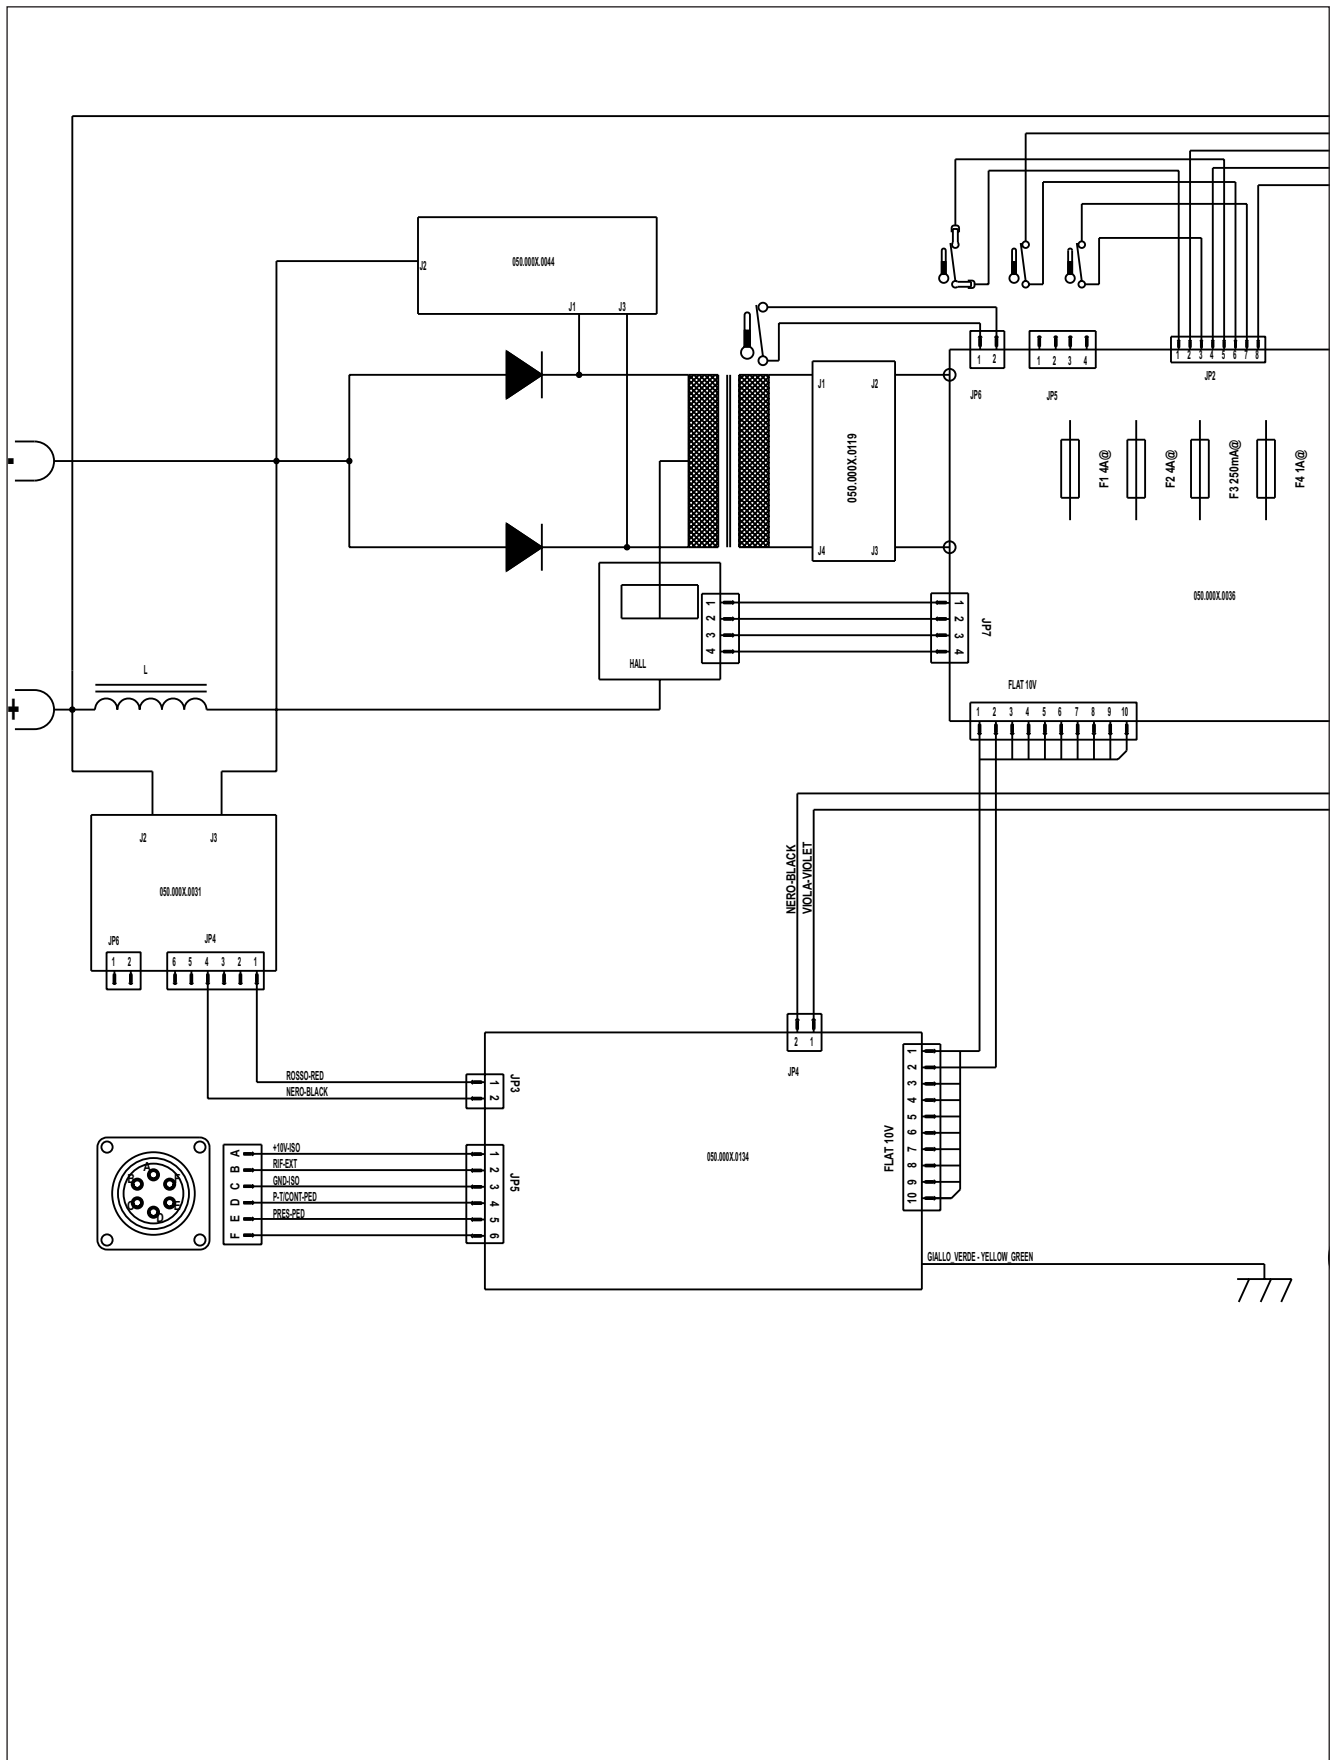 050.000X.0044
J2
J1 J3
1 2
JP6
1 2 3 4
JP5
1 2 3 4 5 6 7 8
JP2
J1 J2
J4 J3
050.000X.0119
F1 4A@
F2 4A@
F3 250mA@
F4 1A@
050.000X.0036
-
1
2
3
4
HALL
1
2
3
4
JP7
L
+
FLAT 10V
1 2 3 4 5 6 7 8 9 10
J2 J3
050.000X.0031
JP6
1 2
JP4
6 5 4 3 2 1
NERO-BLACK
VIOLA-VIOLET
2 1
JP4
ROSSO-RED
NERO-BLACK
1
2
JP3
A
B
C
D
E
F
A
B
C
D
E
F
+10V-ISO
RIF-EXT
GND-ISO
P-T/CONT-PED
PRES-PED
1
2
3
4
5
6
JP5
050.000X.0134
FLAT 10V
1
2
3
4
5
6
7
8
9
10
GIALLO_VERDE - YELLOW_GREEN